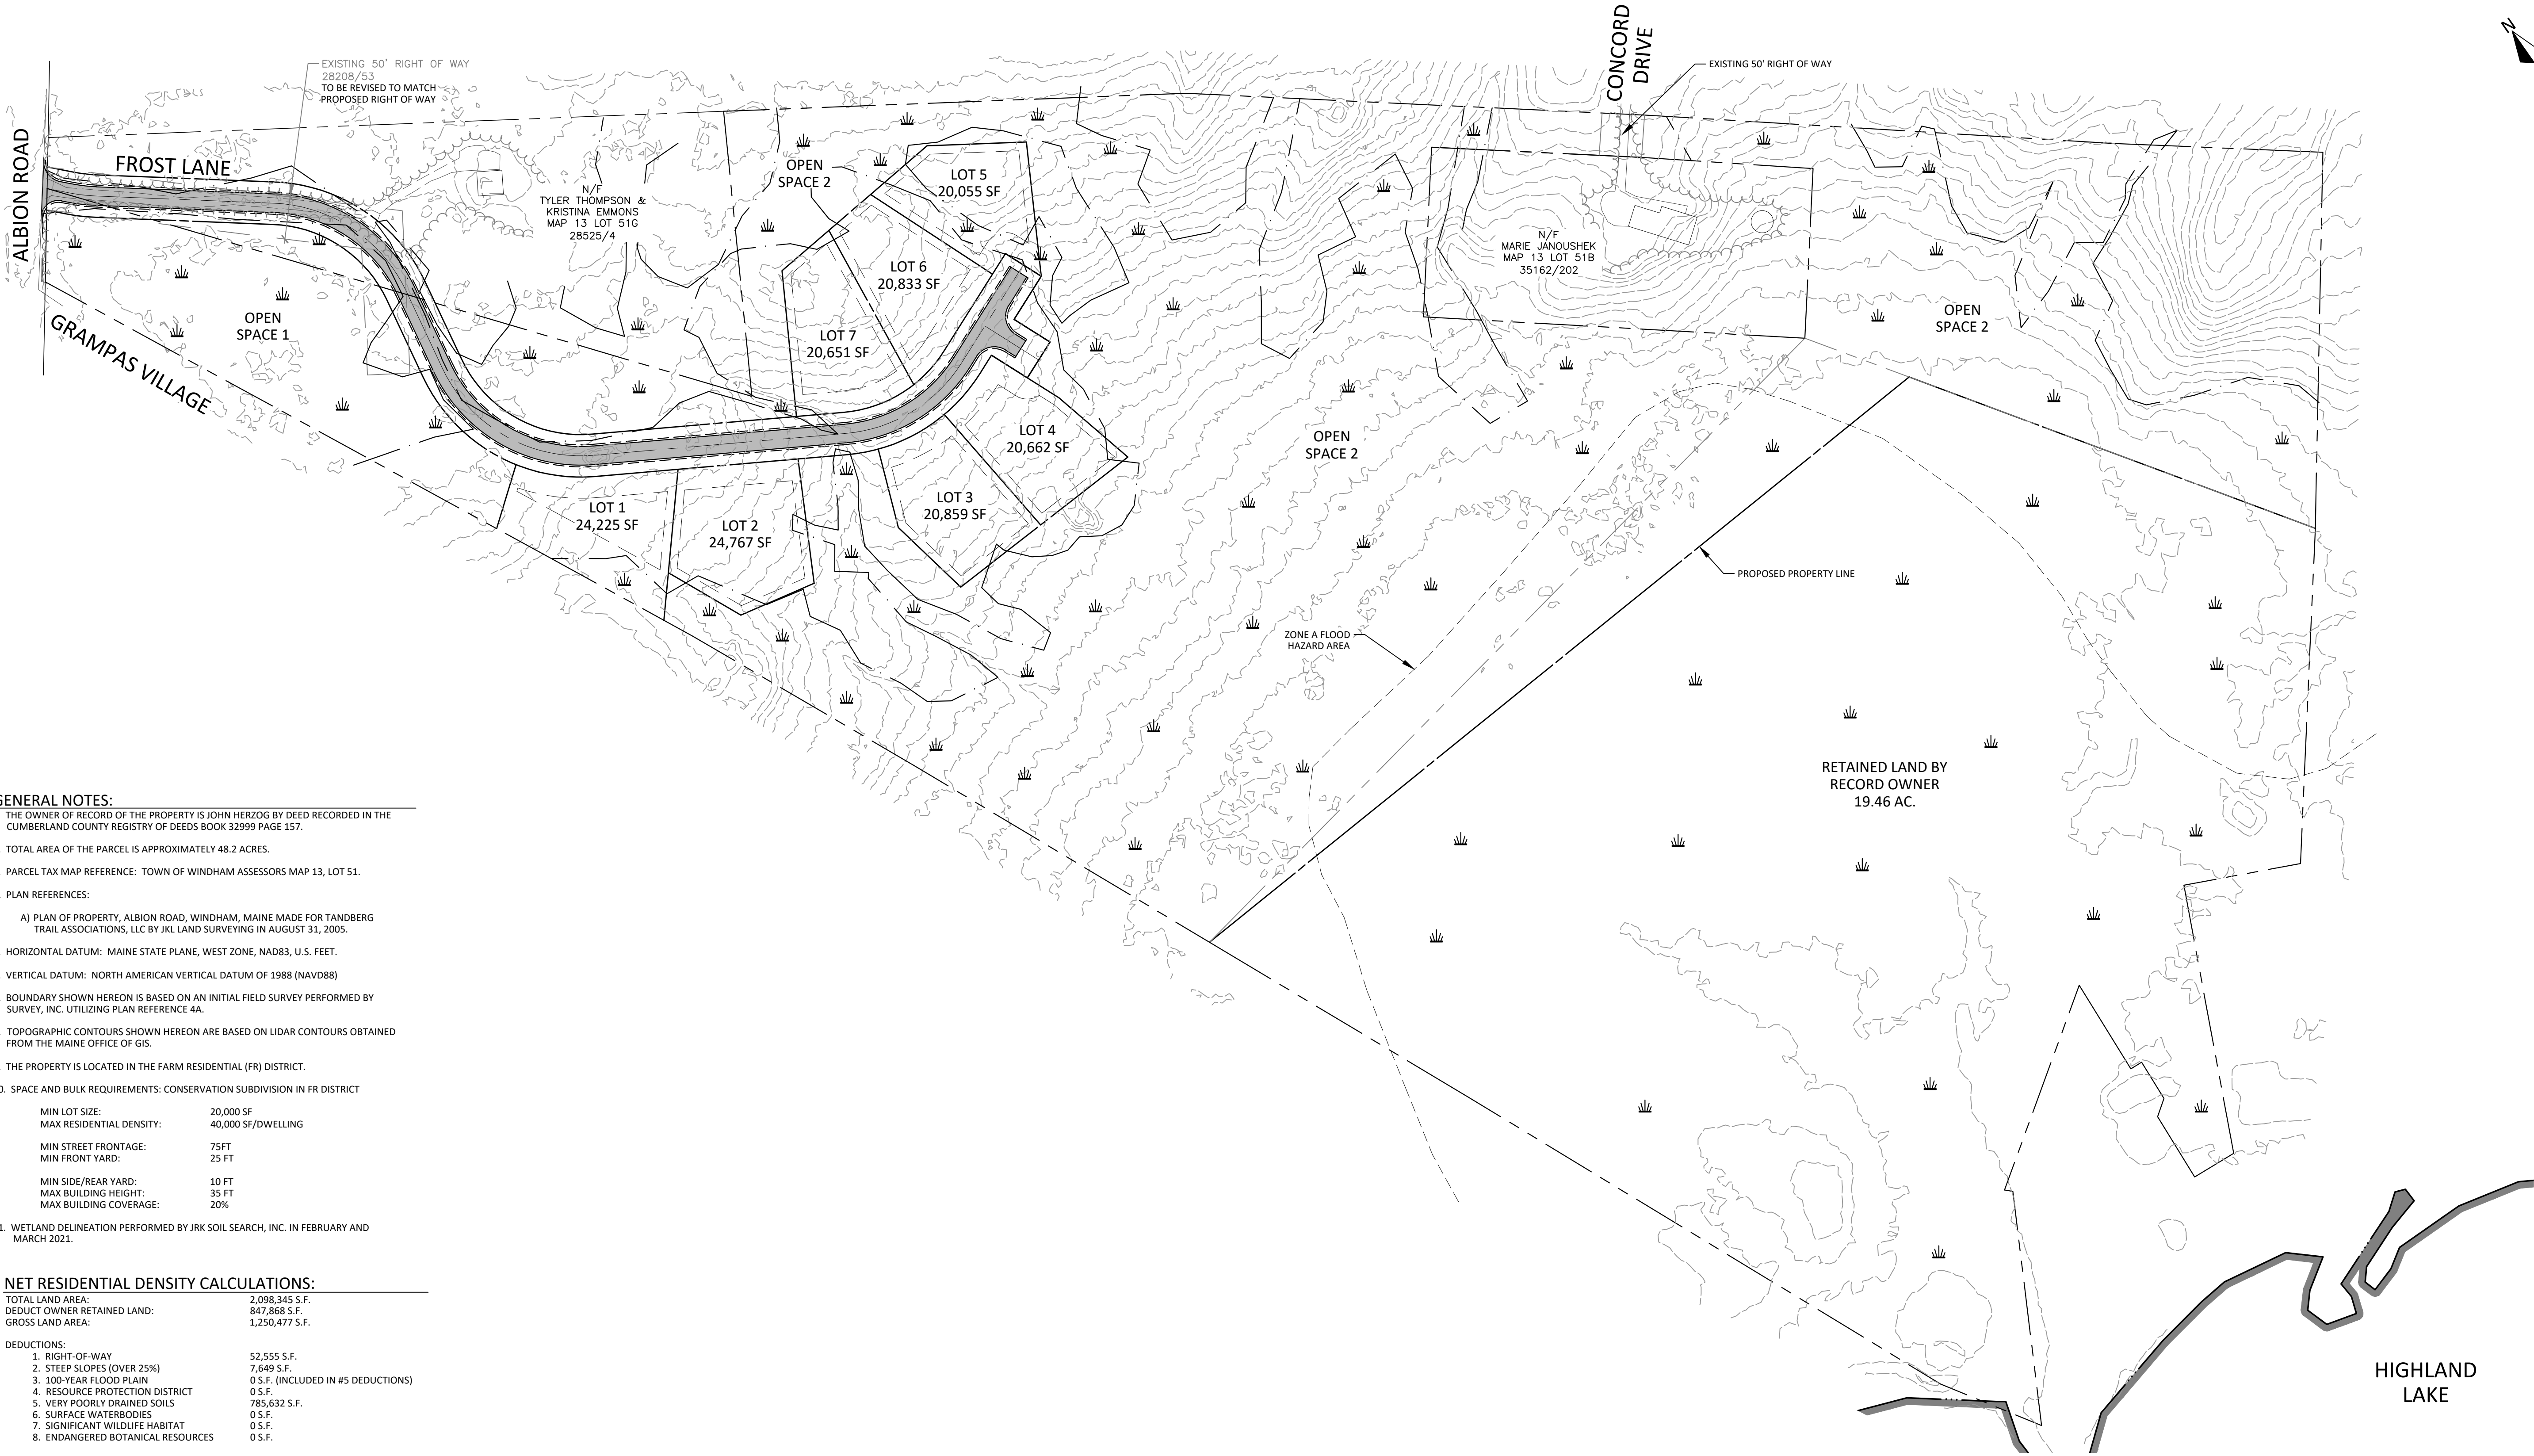 CONCORD
DRIVE
N
EXISTING 50' RIGHT OF WAY
28208/53
TO BE REVISED TO MATCH
PROPOSED RIGHT OF WAY
EXISTING 50' RIGHT OF WAY
ALBION ROAD
FROST LANE
N/F
TYLER THOMPSON &
KRISTINA EMMONS
MAP 13 LOT 51G
28525/4
OPEN
SPACE 2
LOT 5
20,055 SF
LOT 6
20,833 SF
LOT 7
20,651 SF
N/F
MARIE JANOUSHEK
MAP 13 LOT 51B
35162/202
OPEN
SPACE 1
GRAMPAS VILLAGE
OPEN
SPACE 2
LOT 4
20,662 SF
OPEN
SPACE 2
LOT 3
20,859 SF
LOT 1
24,225 SF
LOT 2
24,767 SF
PROPOSED PROPERTY LINE
ZONE A FLOOD
HAZARD AREA
RETAINED LAND BY
RECORD OWNER
19.46 AC.
GENERAL NOTES:
THE OWNER OF RECORD OF THE PROPERTY IS JOHN HERZOG BY DEED RECORDED IN THE
CUMBERLAND COUNTY REGISTRY OF DEEDS BOOK 32999 PAGE 157.
TOTAL AREA OF THE PARCEL IS APPROXIMATELY 48.2 ACRES.
PARCEL TAX MAP REFERENCE: TOWN OF WINDHAM ASSESSORS MAP 13, LOT 51.
PLAN REFERENCES:
A) PLAN OF PROPERTY, ALBION ROAD, WINDHAM, MAINE MADE FOR TANDBERG
TRAIL ASSOCIATIONS, LLC BY JKL LAND SURVEYING IN AUGUST 31, 2005.
HORIZONTAL DATUM: MAINE STATE PLANE, WEST ZONE, NAD83, U.S. FEET.
VERTICAL DATUM: NORTH AMERICAN VERTICAL DATUM OF 1988 (NAVD88)
BOUNDARY SHOWN HEREON IS BASED ON AN INITIAL FIELD SURVEY PERFORMED BY
SURVEY, INC. UTILIZING PLAN REFERENCE 4A.
TOPOGRAPHIC CONTOURS SHOWN HEREON ARE BASED ON LIDAR CONTOURS OBTAINED
FROM THE MAINE OFFICE OF GIS.
THE PROPERTY IS LOCATED IN THE FARM RESIDENTIAL (FR) DISTRICT.
0. SPACE AND BULK REQUIREMENTS: CONSERVATION SUBDIVISION IN FR DISTRICT
MIN LOT SIZE: 20,000 SF
MAX RESIDENTIAL DENSITY: 40,000 SF/DWELLING
MIN STREET FRONTAGE: 75FT
MIN FRONT YARD: 25 FT
MIN SIDE/REAR YARD: 10 FT
MAX BUILDING HEIGHT: 35 FT
MAX BUILDING COVERAGE: 20%
1. WETLAND DELINEATION PERFORMED BY JRK SOIL SEARCH, INC. IN FEBRUARY AND
MARCH 2021.
NET RESIDENTIAL DENSITY CALCULATIONS:
TOTAL LAND AREA: 2,098,345 S.F.
DEDUCT OWNER RETAINED LAND: 847,868 S.F.
GROSS LAND AREA: 1,250,477 S.F.
DEDUCTIONS:
1. RIGHT-OF-WAY 52,555 S.F.
2. STEEP SLOPES (OVER 25%) 7,649 S.F.
3. 100-YEAR FLOOD PLAIN 0 S.F. (INCLUDED IN #5 DEDUCTIONS)
4. RESOURCE PROTECTION DISTRICT 0 S.F.
5. VERY POORLY DRAINED SOILS 785,632 S.F.
6. SURFACE WATERBODIES 0 S.F.
7. SIGNIFICANT WILDLIFE HABITAT 0 S.F.
8. ENDANGERED BOTANICAL RESOURCES 0 S.F.
HIGHLAND
LAKE